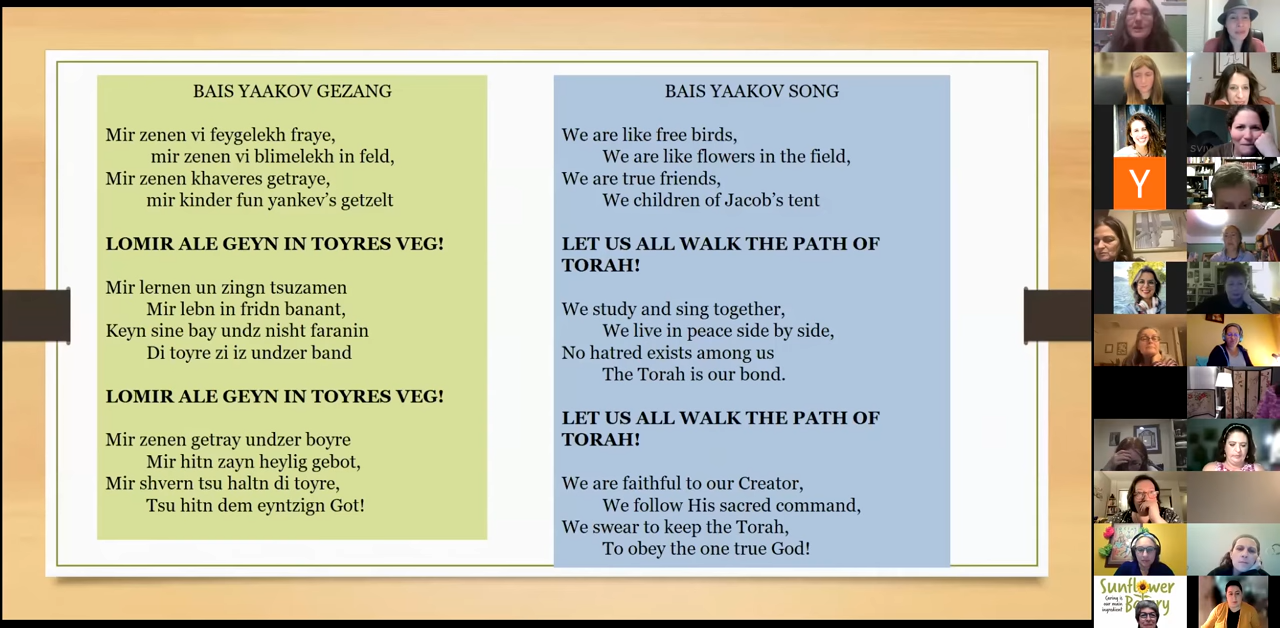 BAIS YAAKOV GEZANG
Mir zenen vi feygelekh fraye,
mir zenen vi blimelekh in feld,
Mir zenen khaveres getraye,
mir kinder fun yankev’s getzelt
LOMIR ALE GEYN IN TOYRES VEG!
Mir lernen un zingn tsuzamen
Mir lebn in fridn banant,
Keyn sine bay undz nisht faranin
Di toyre zi iz undzer band
LOMIR ALE GEYN IN TOYRES VEG!
Mir zenen getray undzer boyre
Mir hitn zayn heylig gebot,
Mir shvern tsu haltn di toyre,
Tsu hitn dem eyntzign Got!
BAIS YAAKOV SONG
We are like free birds,
We are like flowers in the field,
We are true friends,
We children of Jacob’s tent
LET US ALL WALK THE PATH OF
TORAH!
We study and sing together,
We live in peace side by side,
No hatred exists among us
The Torah is our bond.
LET US ALL WALK THE PATH OF
TORAH!
We are faithful to our Creator,
We follow His sacred command,
We swear to keep the Torah,
To obey the one true God!
Y
Sunflower
Bakery
Caring is
our main
ingredient!